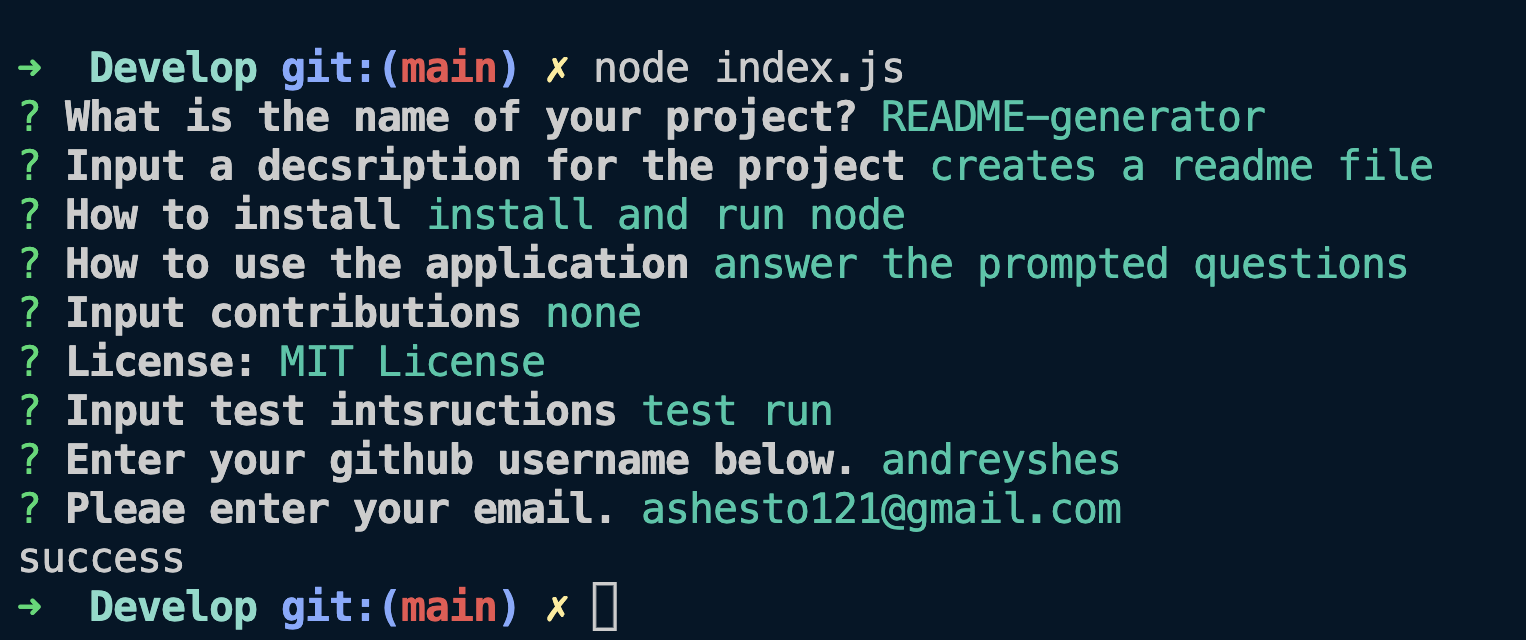 ➜  Develop git:(main) ✗ node index.js
? What is the name of your project? README-generator
? Input a decsription for the project creates a readme file
? How to install install and run node
? How to use the application answer the prompted questions
? Input contributions none
? License: MIT License
? Input test intsructions test run
? Enter your github username below. andreyshes
? Pleae enter your email. ashesto121@gmail.com
success
➜  Develop git:(main) ✗